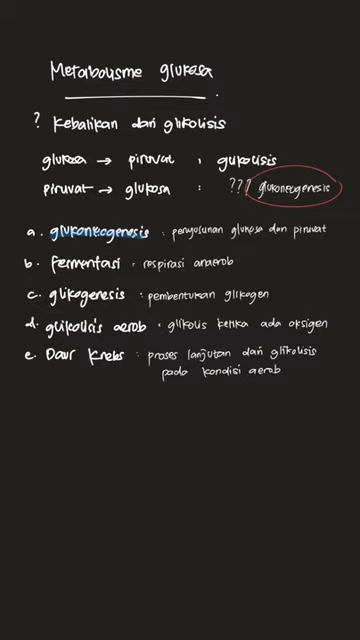 Metabolisme glukosa
? Kebalikan dari glikolisis
glukosa → piruvat : glikolisis
piruvat → glukosa : ??? glukoneogenesis
a. glukoneogenesis : penyusunan glukosa dari piruvat
b. fermentasi : respirasi anaerob
c. glikogenesis : pembentukan glikogen
d. glikolisis aerob : glikolis ketika ada oksigen
e. Daur Krebs : proses lanjutan dari glikolisis
pada kondisi aerob